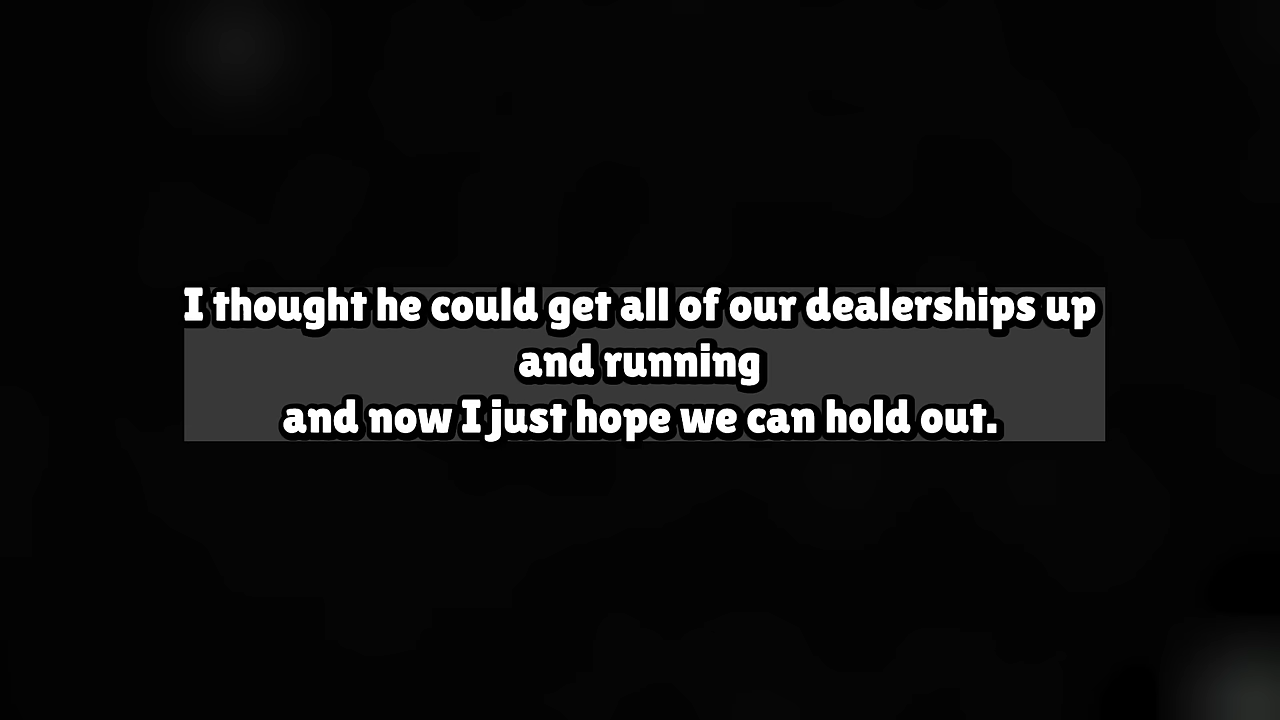 I thought he could get all of our dealerships up
and running
and now I just hope we can hold out.